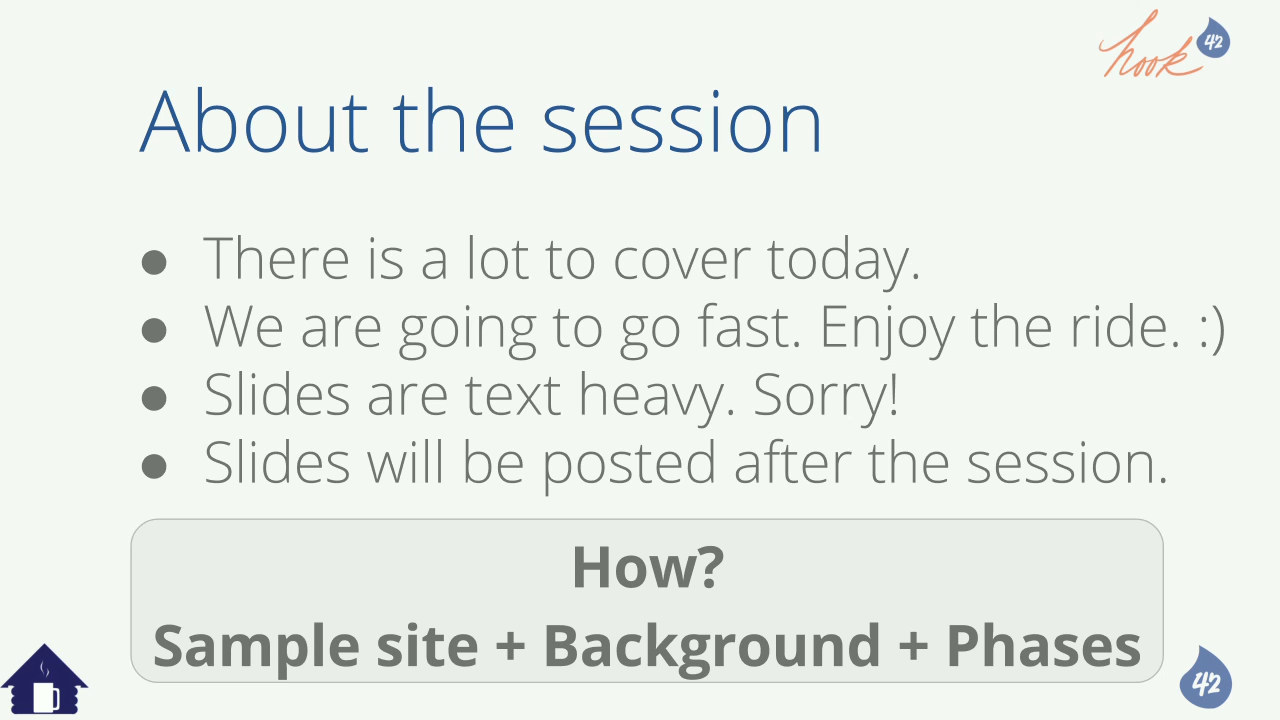 hook 42
About the session
● There is a lot to cover today.
● We are going to go fast. Enjoy the ride. :)
● Slides are text heavy. Sorry!
● Slides will be posted after the session.
How?
Sample site + Background + Phases
42